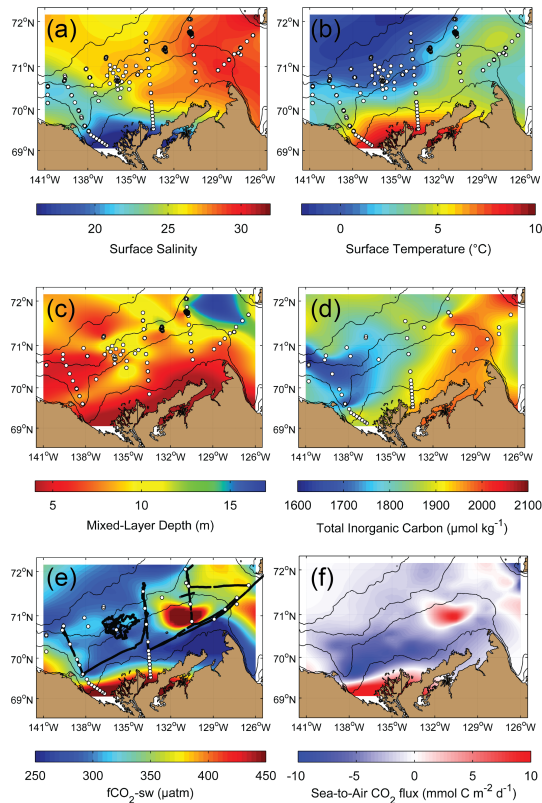 (a)
72°N
71°N
70°N
69°N
141°W 138°W 135°W 132°W 129°W 126°W
20 25 30
Surface Salinity
(b)
72°N
71°N
70°N
69°N
141°W 138°W 135°W 132°W 129°W 126°W
0 5 10
Surface Temperature (°C)
(c)
72°N
71°N
70°N
69°N
141°W 138°W 135°W 132°W 129°W 126°W
5 10 15
Mixed-Layer Depth (m)
(d)
72°N
71°N
70°N
69°N
141°W 138°W 135°W 132°W 129°W 126°W
1600 1700 1800 1900 2000 2100
Total Inorganic Carbon (μmol kg⁻¹)
(e)
72°N
71°N
70°N
69°N
141°W 138°W 135°W 132°W 129°W 126°W
250 300 350 400 450
fCO₂-sw (μatm)
(f)
72°N
71°N
70°N
69°N
141°W 138°W 135°W 132°W 129°W 126°W
-10 -5 0 5 10
Sea-to-Air CO₂ flux (mmol C m⁻² d⁻¹)